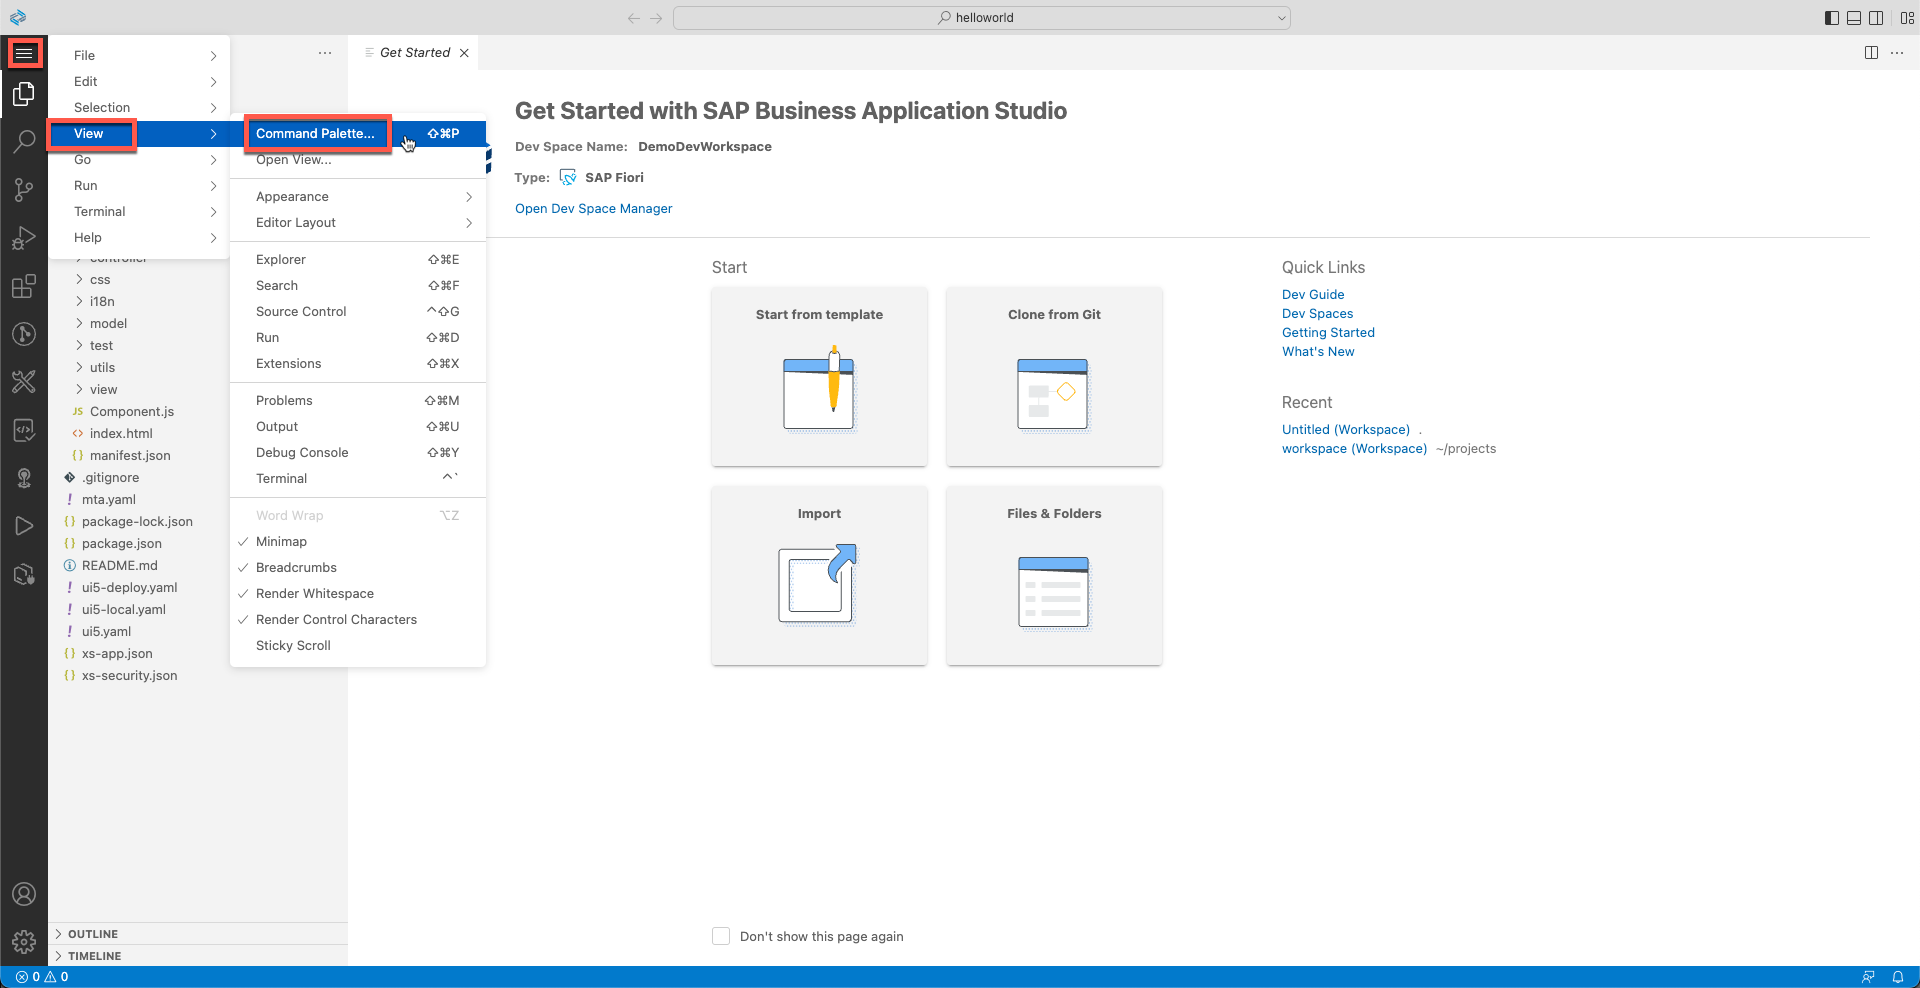 helloworld
File
Edit
Selection
View
Go
Run
Terminal
Help
Command Palette... ⇧⌘P
Open View...
Appearance
Editor Layout
Explorer ⇧⌘E
Search ⇧⌘F
Source Control ^⇧G
Run ⇧⌘D
Extensions ⇧⌘X
Problems ⇧⌘M
Output ⇧⌘U
Debug Console ⇧⌘Y
Terminal ^`
Word Wrap ⌥Z
Minimap
Breadcrumbs
Render Whitespace
Render Control Characters
Sticky Scroll
controller
css
i18n
model
test
utils
view
JS Component.js
<> index.html
{} manifest.json
.gitignore
! mta.yaml
{} package-lock.json
{} package.json
README.md
! ui5-deploy.yaml
! ui5-local.yaml
! ui5.yaml
{} xs-app.json
{} xs-security.json
OUTLINE
TIMELINE
Get Started
Get Started with SAP Business Application Studio
Dev Space Name: DemoDevWorkspace
Type: SAP Fiori
Open Dev Space Manager
Start
Start from template
Clone from Git
Import
Files & Folders
Quick Links
Dev Guide
Dev Spaces
Getting Started
What's New
Recent
Untitled (Workspace) .
workspace (Workspace) ~/projects
Don't show this page again
0 0